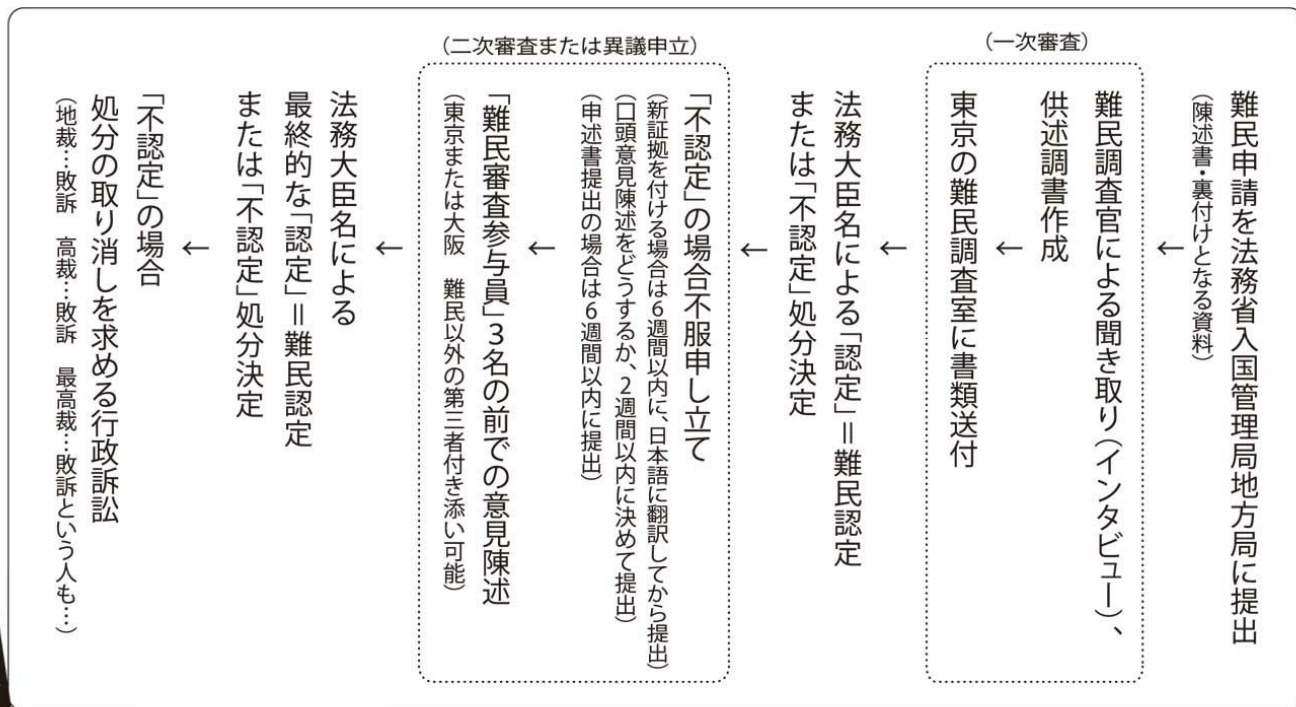 難民申請を法務省入国管理局地方局に提出
（陳述書・裏付けとなる資料）
←
（一次審査）
難民調査官による聞き取り（インタビュー）、
供述調書作成
←
東京の難民調査室に書類送付
←
法務大臣名による「認定」＝難民認定
または「不認定」処分決定
←
（二次審査または異議申立）
「不認定」の場合不服申し立て
（新証拠を付ける場合は6週間以内に、日本語に翻訳してから提出）
（口頭意見陳述をどうするか、2週間以内に決めて提出）
（申述書提出の場合は6週間以内に提出）
←
「難民審査参与員」3名の前での意見陳述
（東京または大阪　難民以外の第三者付き添い可能）
←
法務大臣名による
最終的な「認定」＝難民認定
または「不認定」処分決定
←
「不認定」の場合
処分の取り消しを求める行政訴訟
（地裁…敗訴　高裁…敗訴　最高裁…敗訴という人も…）